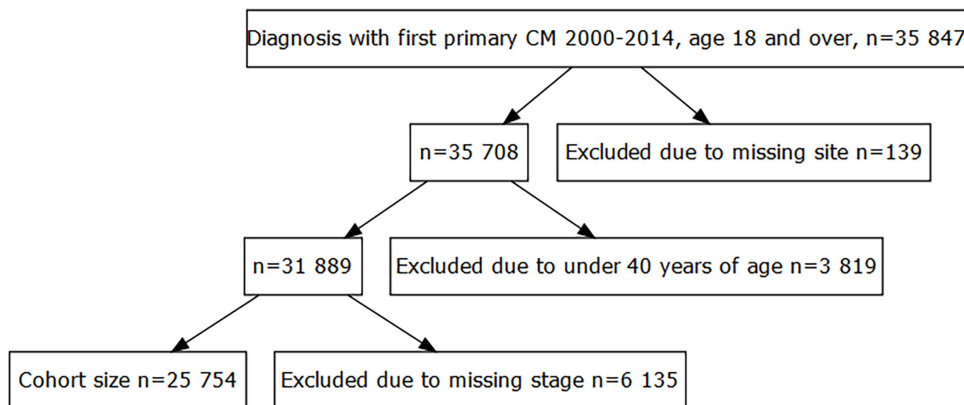 Diagnosis with first primary CM 2000-2014, age 18 and over, n=35 847
n=35 708
Excluded due to missing site n=139
n=31 889
Excluded due to under 40 years of age n=3 819
Cohort size n=25 754
Excluded due to missing stage n=6 135